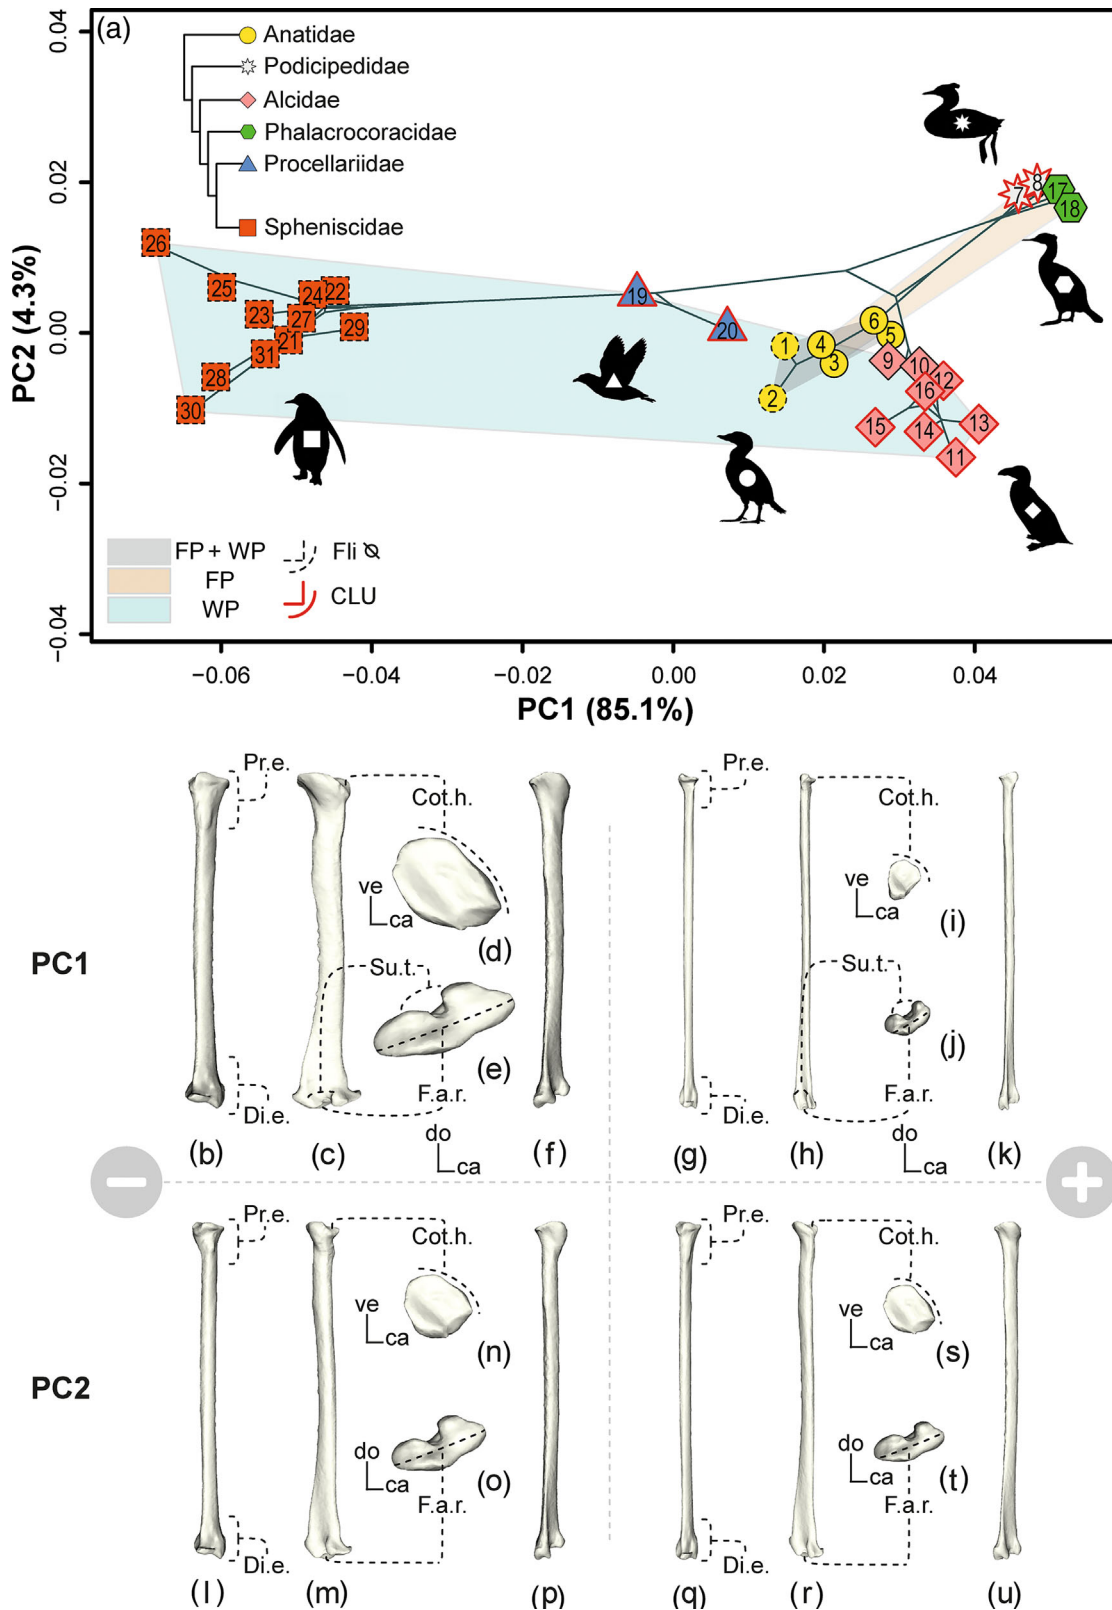 (a)
Anatidae
Podicipedidae
Alcidae
Phalacrocoracidae
Procellariidae
Spheniscidae
PC2 (4.3%)
0.04
0.02
0.00
−0.02
−0.04
26
25
24
22
23
27
29
21
31
28
30
19
20
1
2
3
4
5
6
7
8
17
18
9
10
12
16
15
14
13
11
FP + WP
FP
WP
Fli
CLU
−0.06
−0.04
−0.02
0.00
0.02
0.04
PC1 (85.1%)
PC1
Pr.e.
Cot.h.
ve
ca
(d)
Su.t.
(e)
Di.e.
F.a.r.
do
ca
(b)
(c)
(f)
Pr.e.
Cot.h.
ve
ca
(i)
Su.t.
(j)
Di.e.
F.a.r.
do
ca
(g)
(h)
(k)
−
+
PC2
Pr.e.
Cot.h.
ve
ca
(n)
do
ca
(o)
F.a.r.
Di.e.
(l)
(m)
(p)
Pr.e.
Cot.h.
ve
ca
(s)
do
ca
(t)
F.a.r.
Di.e.
(q)
(r)
(u)